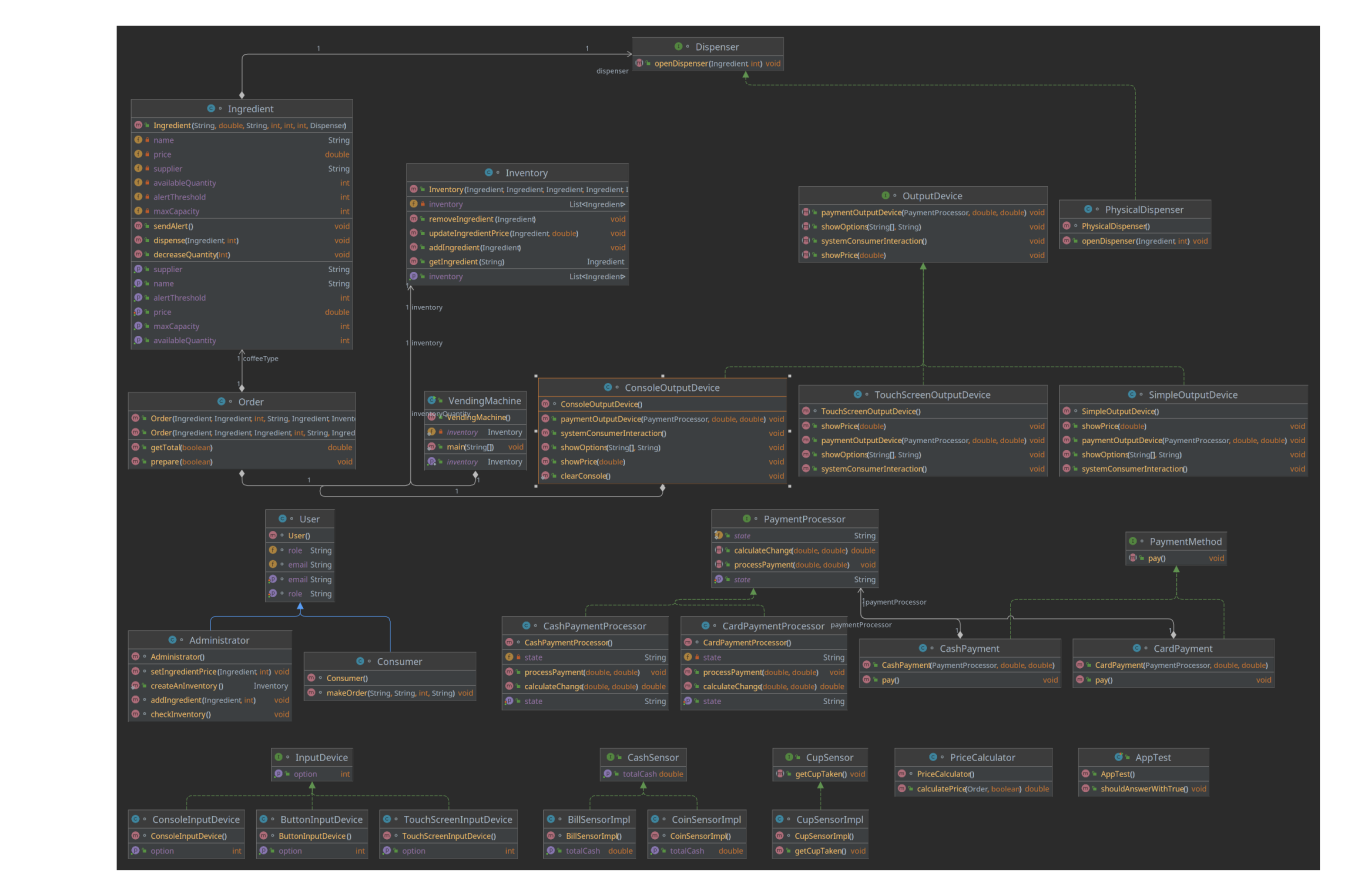 Dispenser
openDispenser(Ingredient, int) void
1
1
dispenser
Ingredient
Ingredient(String, double, String, int, int, int, Dispenser)
name String
price double
supplier String
availableQuantity int
alertThreshold int
maxCapacity int
sendAlert() void
dispense(Ingredient, int) void
decreaseQuantity(int) void
supplier String
name String
alertThreshold int
price double
maxCapacity int
availableQuantity int
Inventory
Inventory(Ingredient, Ingredient, Ingredient, Ingredient, I
inventory List<Ingredient>
removeIngredient(Ingredient) void
updateIngredientPrice(Ingredient, double) void
addIngredient(Ingredient) void
getIngredient(String) Ingredient
inventory List<Ingredient>
OutputDevice
paymentOutputDevice(PaymentProcessor, double, double) void
showOptions(String[], String) void
systemConsumerInteraction() void
showPrice(double) void
PhysicalDispenser
PhysicalDispenser()
openDispenser(Ingredient, int) void
1 inventory
1 inventory
1 coffeeType
1
Order
Order(Ingredient, Ingredient, int, String, Ingredient, Invent
Order(Ingredient, Ingredient, Ingredient, int, String, Ingred
getTotal(boolean) double
prepare(boolean) void
VendingMachine
inventoryQuantity
VendingMachine()
inventory Inventory
main(String[]) void
inventory Inventory
ConsoleOutputDevice
ConsoleOutputDevice()
paymentOutputDevice(PaymentProcessor, double, double) void
systemConsumerInteraction() void
showOptions(String[], String) void
showPrice(double) void
clearConsole() void
TouchScreenOutputDevice
TouchScreenOutputDevice()
showPrice(double) void
paymentOutputDevice(PaymentProcessor, double, double) void
showOptions(String[], String) void
systemConsumerInteraction() void
SimpleOutputDevice
SimpleOutputDevice()
showPrice(double) void
paymentOutputDevice(PaymentProcessor, double, double) void
showOptions(String[], String) void
systemConsumerInteraction() void
1
1
1
User
User()
role String
email String
email String
role String
Administrator
Administrator()
setIngredientPrice(Ingredient, int) void
createAnInventory() Inventory
addIngredient(Ingredient, int) void
checkInventory() void
Consumer
Consumer()
makeOrder(String, String, int, String) void
PaymentProcessor
state String
calculateChange(double, double) double
processPayment(double, double) void
state String
PaymentMethod
pay() void
paymentProcessor
paymentProcessor
1
1
CashPaymentProcessor
CashPaymentProcessor()
state String
processPayment(double, double) void
calculateChange(double, double) double
state String
CardPaymentProcessor
CardPaymentProcessor()
state String
processPayment(double, double) void
calculateChange(double, double) double
state String
CashPayment
CashPayment(PaymentProcessor, double, double)
pay() void
CardPayment
CardPayment(PaymentProcessor, double, double)
pay() void
InputDevice
option int
ConsoleInputDevice
ConsoleInputDevice()
option int
ButtonInputDevice
ButtonInputDevice()
option int
TouchScreenInputDevice
TouchScreenInputDevice()
option int
CashSensor
totalCash double
BillSensorImpl
BillSensorImpl()
totalCash double
CoinSensorImpl
CoinSensorImpl()
totalCash double
CupSensor
getCupTaken() void
CupSensorImpl
CupSensorImpl()
getCupTaken() void
PriceCalculator
PriceCalculator()
calculatePrice(Order, boolean) double
AppTest
AppTest()
shouldAnswerWithTrue() void